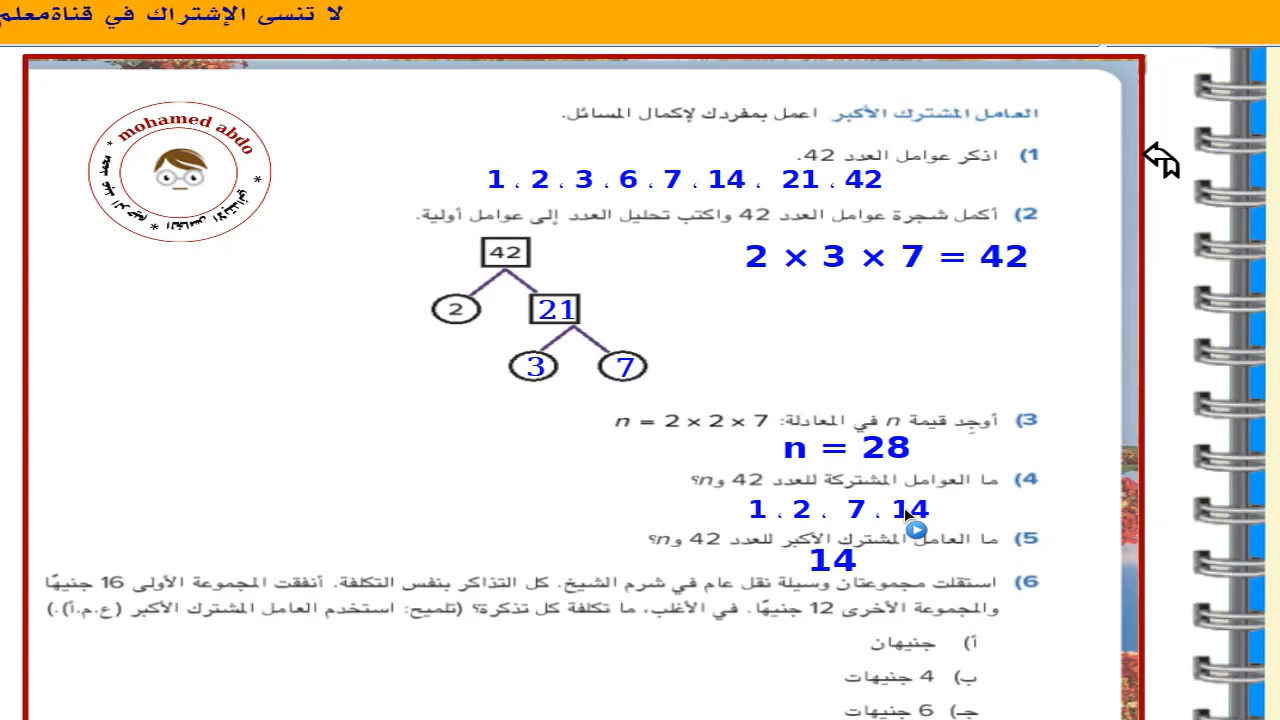 لا تنسى الإشتراك في قناة معلم
mohamed abdo
العامل المشترك الأكبر اعمل بمفردك لإكمال المسائل.
1) اذكر عوامل العدد 42.
1 ، 2 ، 3 ، 6 ، 7 ، 14 ، 21 ، 42
2) أكمل شجرة عوامل العدد 42 واكتب تحليل العدد إلى عوامل أولية.
2 × 3 × 7 = 42
42
2 21
3 7
3) أوجد قيمة n في المعادلة: n = 2 × 2 × 7
n = 28
4) ما العوامل المشتركة للعدد 42 وn؟
1 ، 2 ، 7 ، 14
5) ما العامل المشترك الأكبر للعدد 42 وn؟
14
6) استقلت مجموعتان وسيلة نقل عام في شرم الشيخ. كل التذاكر بنفس التكلفة. أنفقت المجموعة الأولى 16 جنيهًا
والمجموعة الأخرى 12 جنيهًا. في الأغلب، ما تكلفة كل تذكرة؟ (تلميح: استخدم العامل المشترك الأكبر (ع.م.أ).)
أ) جنيهان
ب) 4 جنيهات
جـ) 6 جنيهات